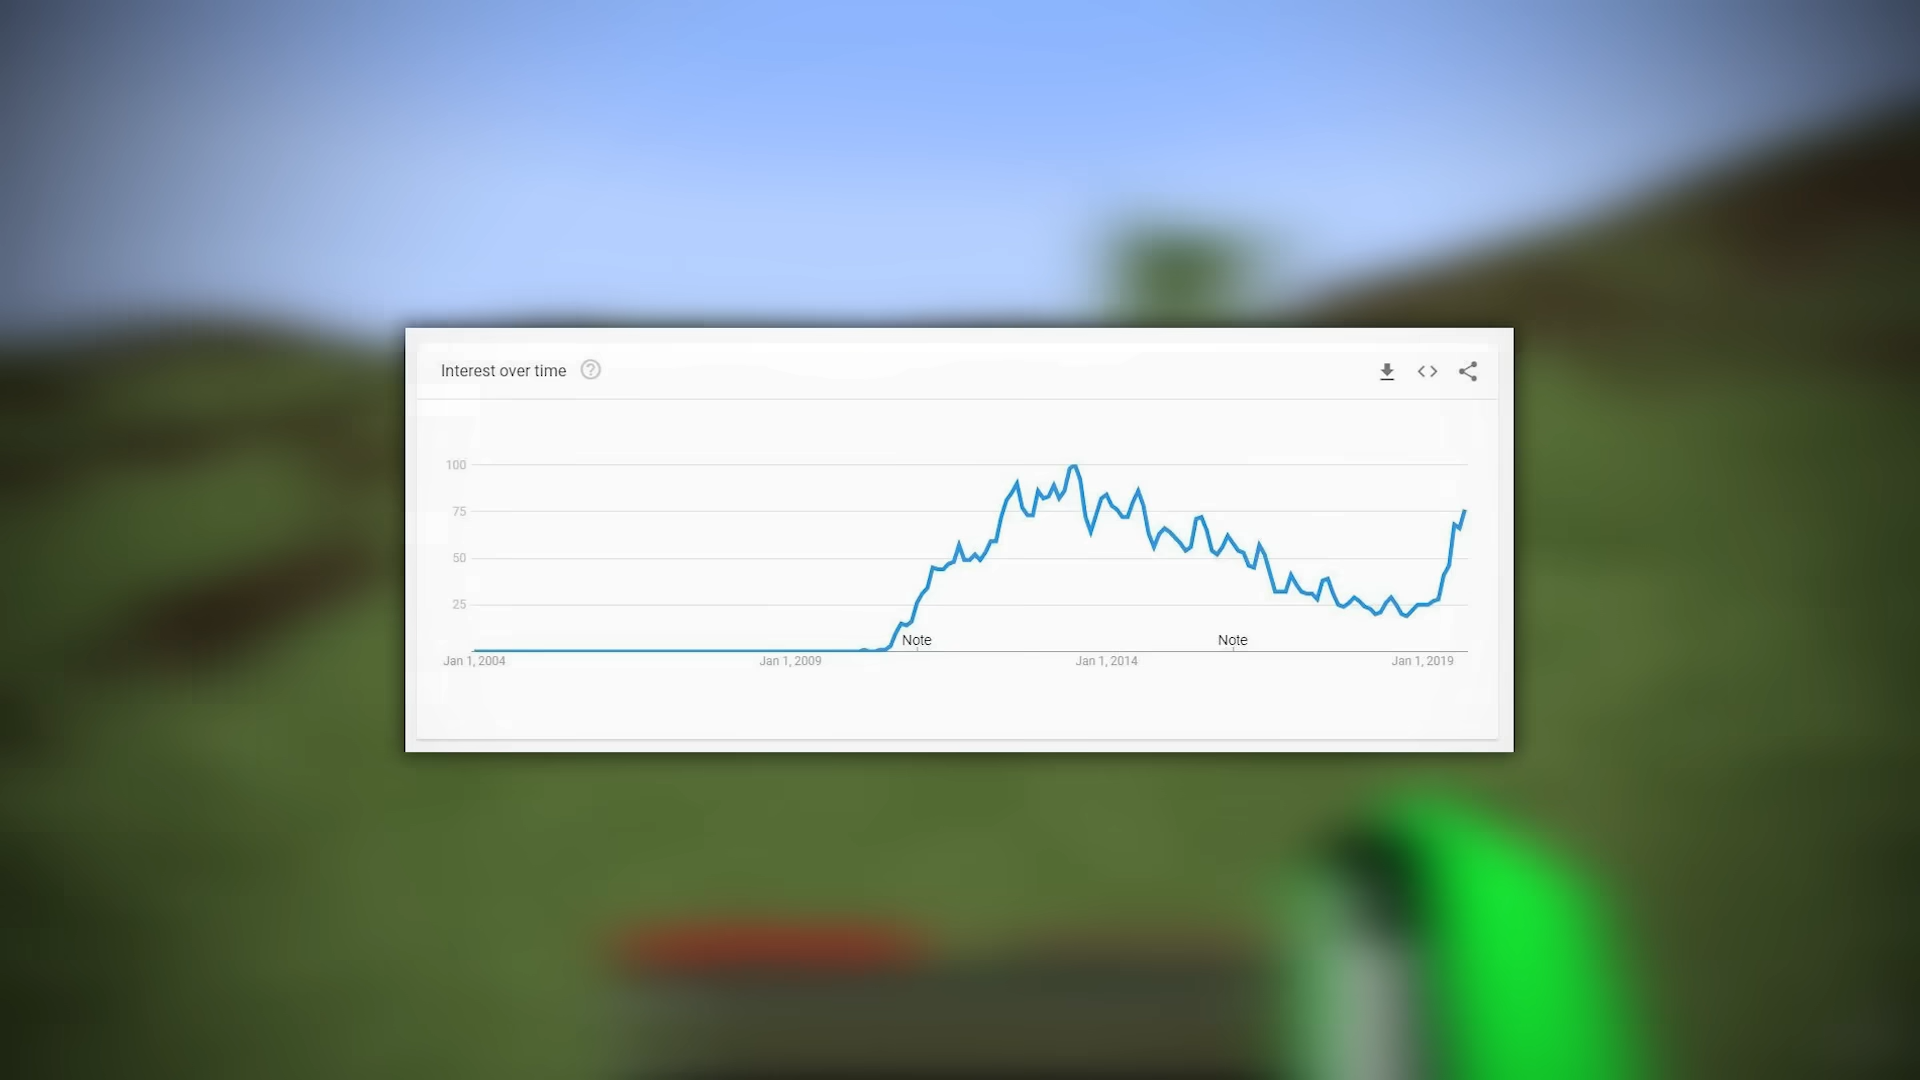 Interest over time
100
75
50
25
Note Note
Jan 1, 2004 Jan 1, 2009 Jan 1, 2014 Jan 1, 2019